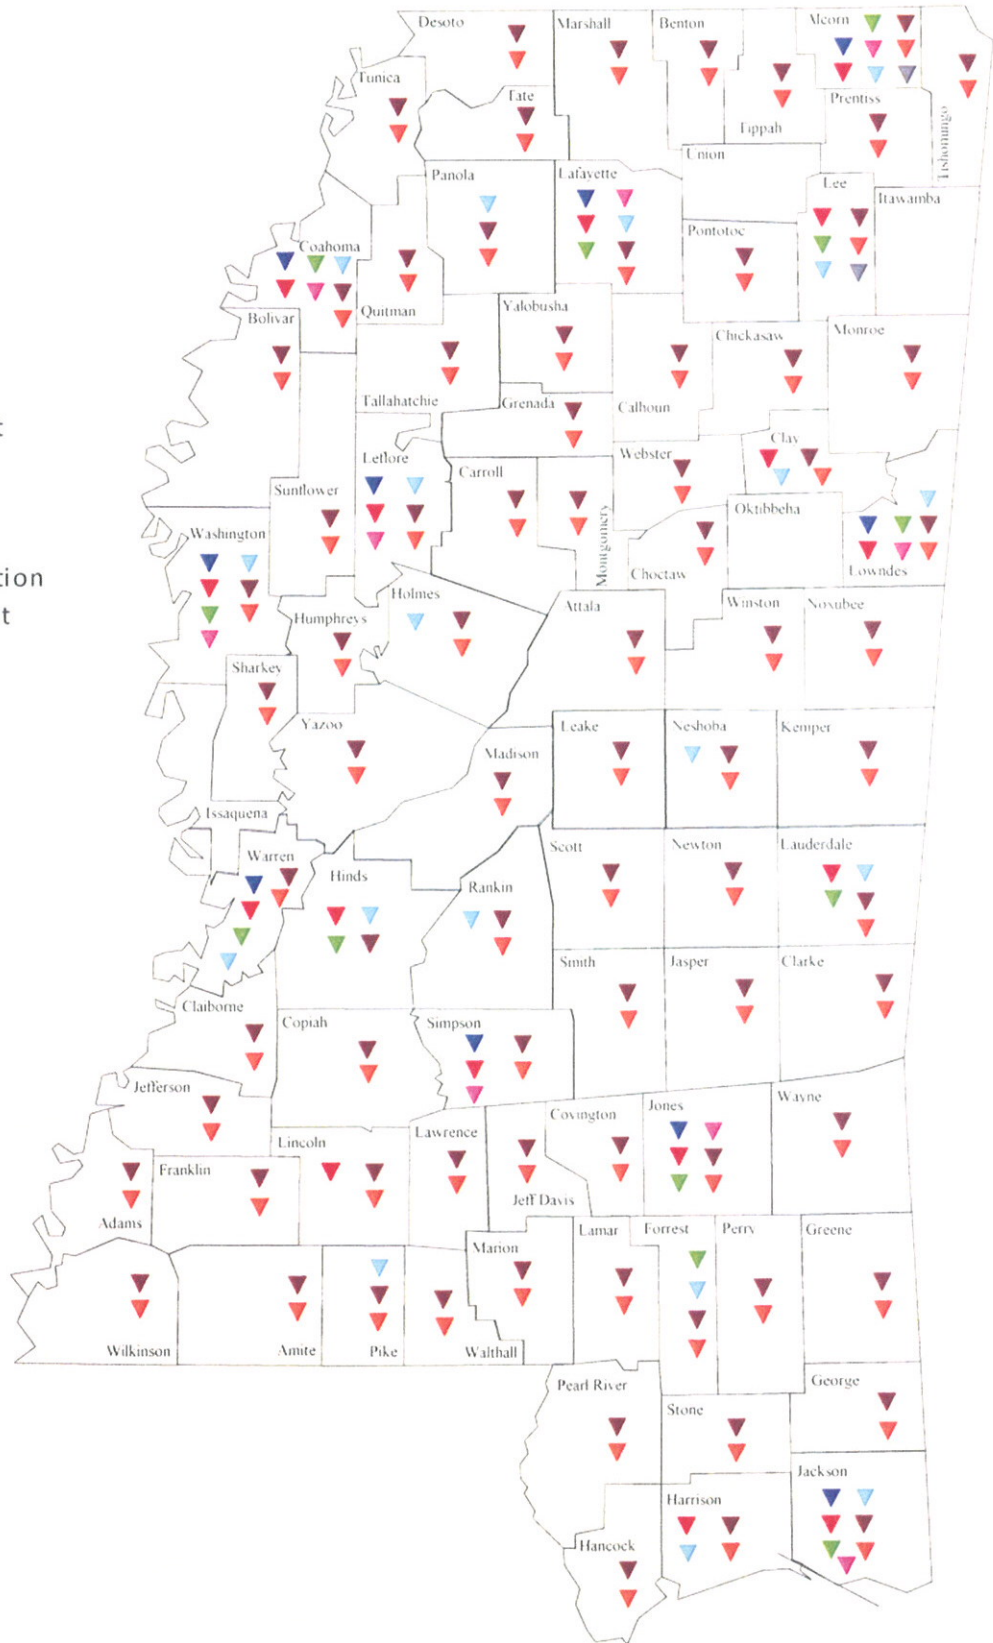 Desoto
Marshall
Benton
Alcorn
Tunica
Tate
Tippah
Prentiss
Tishomingo
Union
Panola
Lafayette
Lee
Itawamba
Pontotoc
Coahoma
Quitman
Bolivar
Yalobusha
Chickasaw
Monroe
Tallahatchie
Grenada
Calhoun
Clay
Webster
Leflore
Carroll
Sunflower
Oktibbeha
Montgomery
Washington
Choctaw
Lowndes
tion
t
Holmes
Humphreys
Attala
Winston
Noxubee
Sharkey
Yazoo
Leake
Neshoba
Kemper
Madison
Issaquena
Scott
Newton
Lauderdale
Warren
Hinds
Rankin
Smith
Jasper
Clarke
Claiborne
Copiah
Simpson
Jefferson
Covington
Jones
Wayne
Lincoln
Lawrence
Franklin
Jeff Davis
Adams
Marion
Lamar
Forrest
Perry
Greene
Wilkinson
Amite
Pike
Walthall
Pearl River
George
Stone
Jackson
Harrison
Hancock